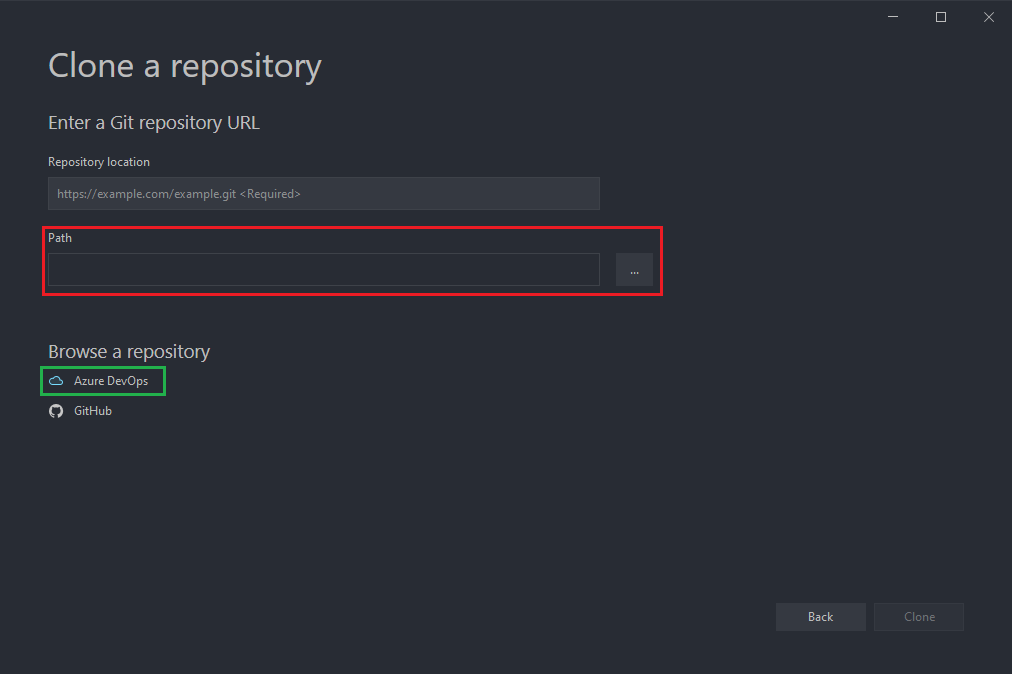 Clone a repository
Enter a Git repository URL
Repository location
https://example.com/example.git <Required>
Path
...
Browse a repository
Azure DevOps
GitHub
Back
Clone